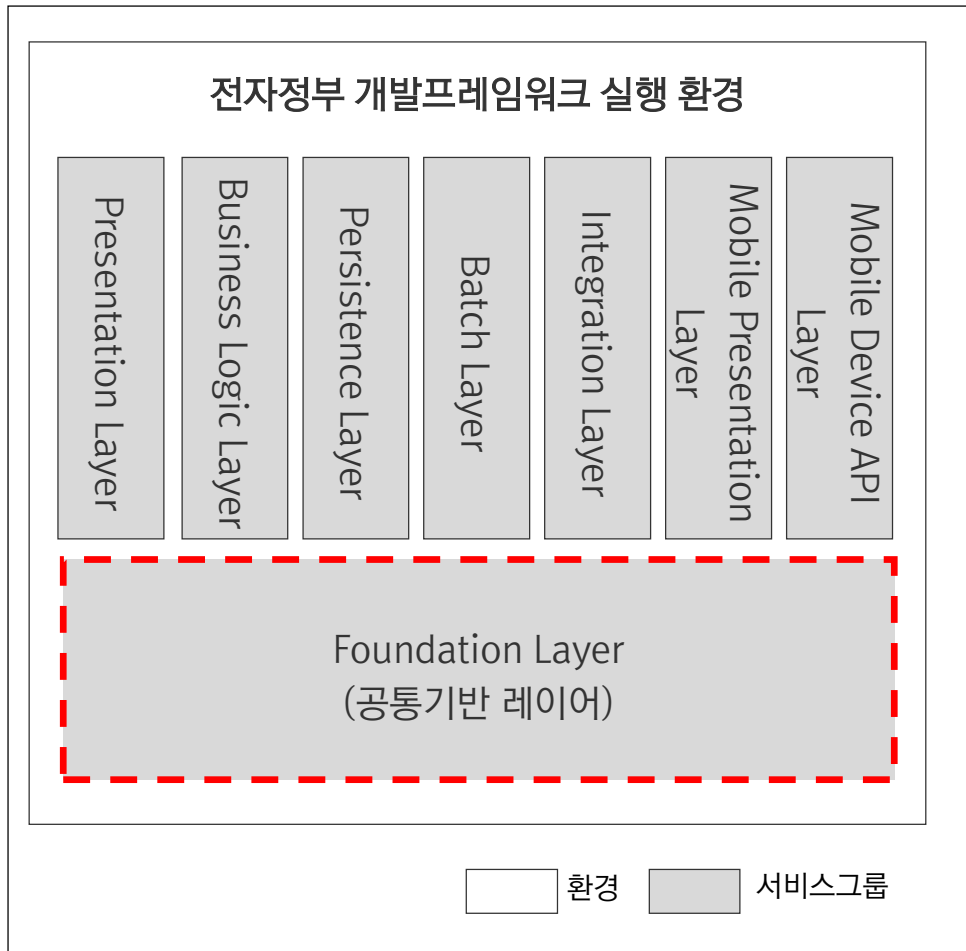 전자정부 개발프레임워크 실행 환경
Presentation Layer
Business Logic Layer
Persistence Layer
Batch Layer
Integration Layer
Mobile Presentation
Layer
Mobile Device API
Layer
Foundation Layer
(공통기반 레이어)
환경
서비스그룹